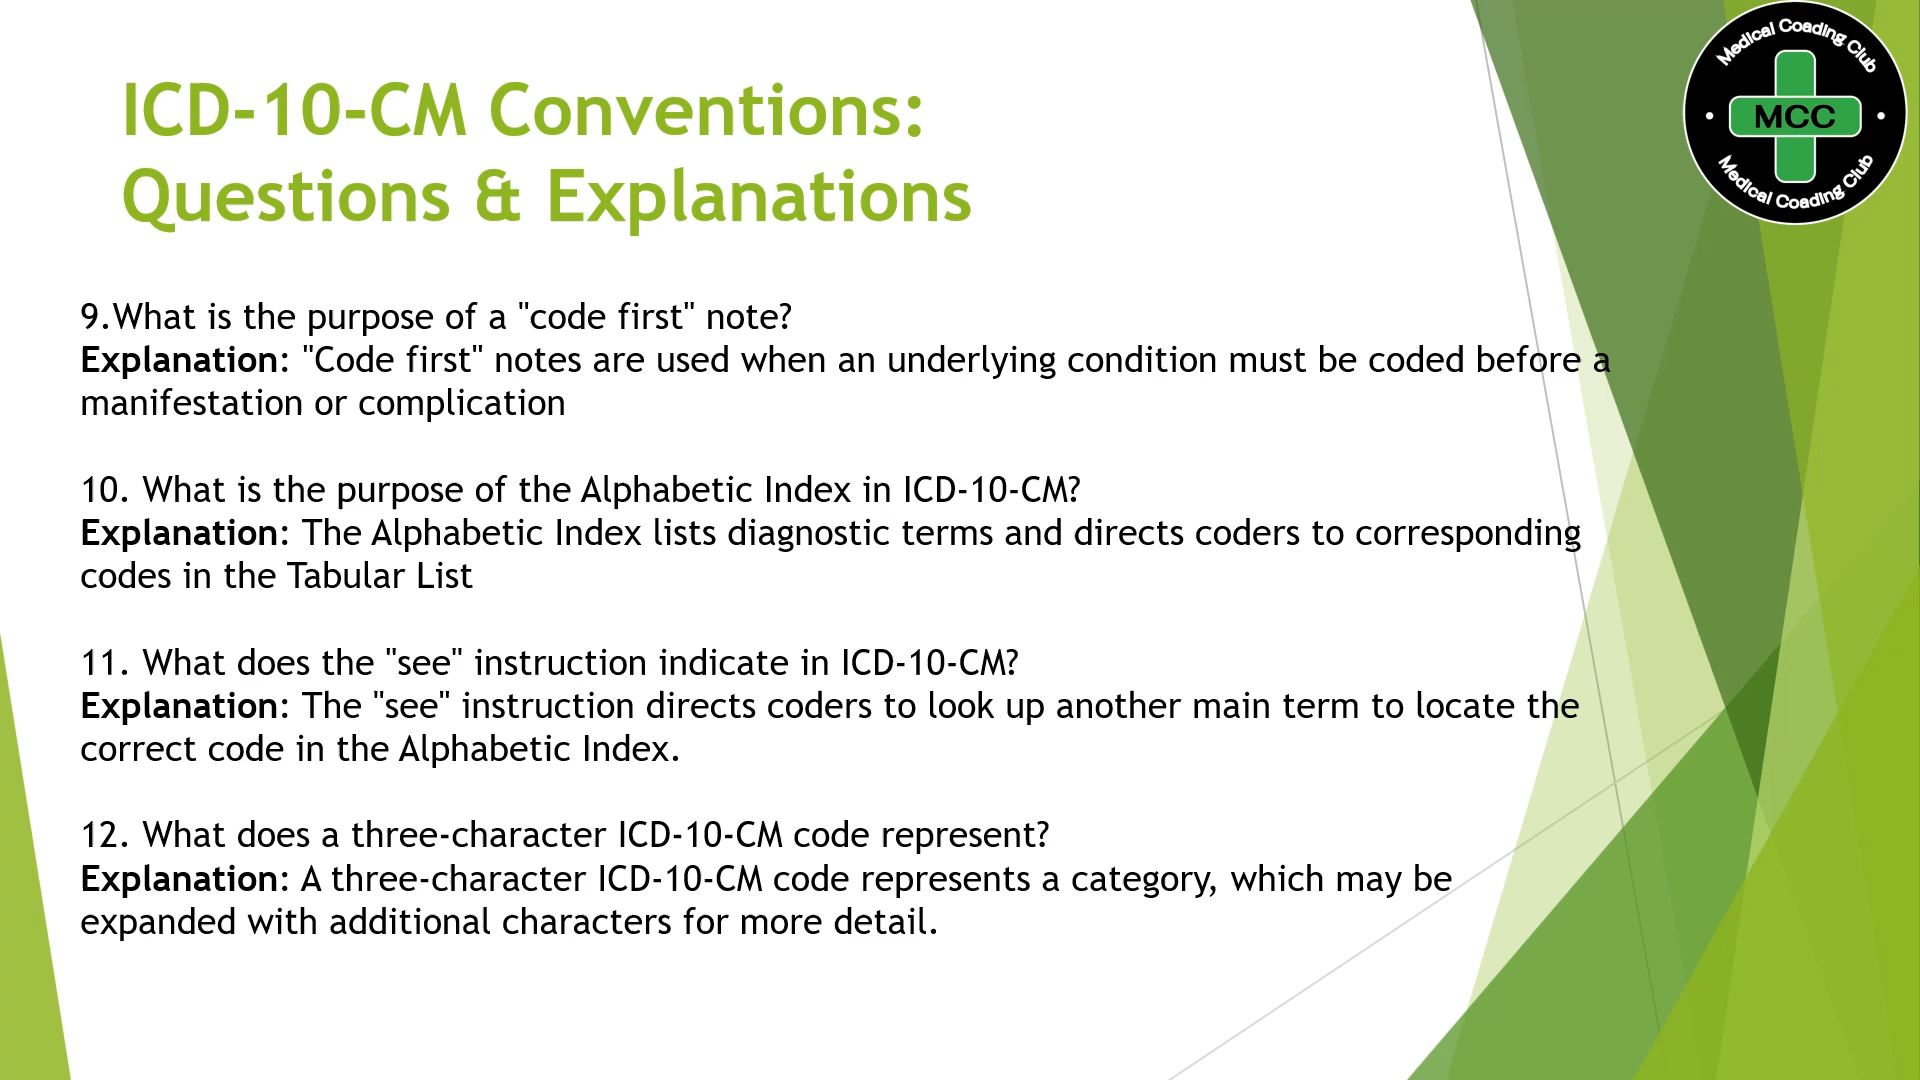 ICD-10-CM Conventions:
Questions & Explanations
Medical Coading Club
MCC
Medical Coading Club
9.What is the purpose of a "code first" note?
Explanation: "Code first" notes are used when an underlying condition must be coded before a
manifestation or complication
10. What is the purpose of the Alphabetic Index in ICD-10-CM?
Explanation: The Alphabetic Index lists diagnostic terms and directs coders to corresponding
codes in the Tabular List
11. What does the "see" instruction indicate in ICD-10-CM?
Explanation: The "see" instruction directs coders to look up another main term to locate the
correct code in the Alphabetic Index.
12. What does a three-character ICD-10-CM code represent?
Explanation: A three-character ICD-10-CM code represents a category, which may be
expanded with additional characters for more detail.